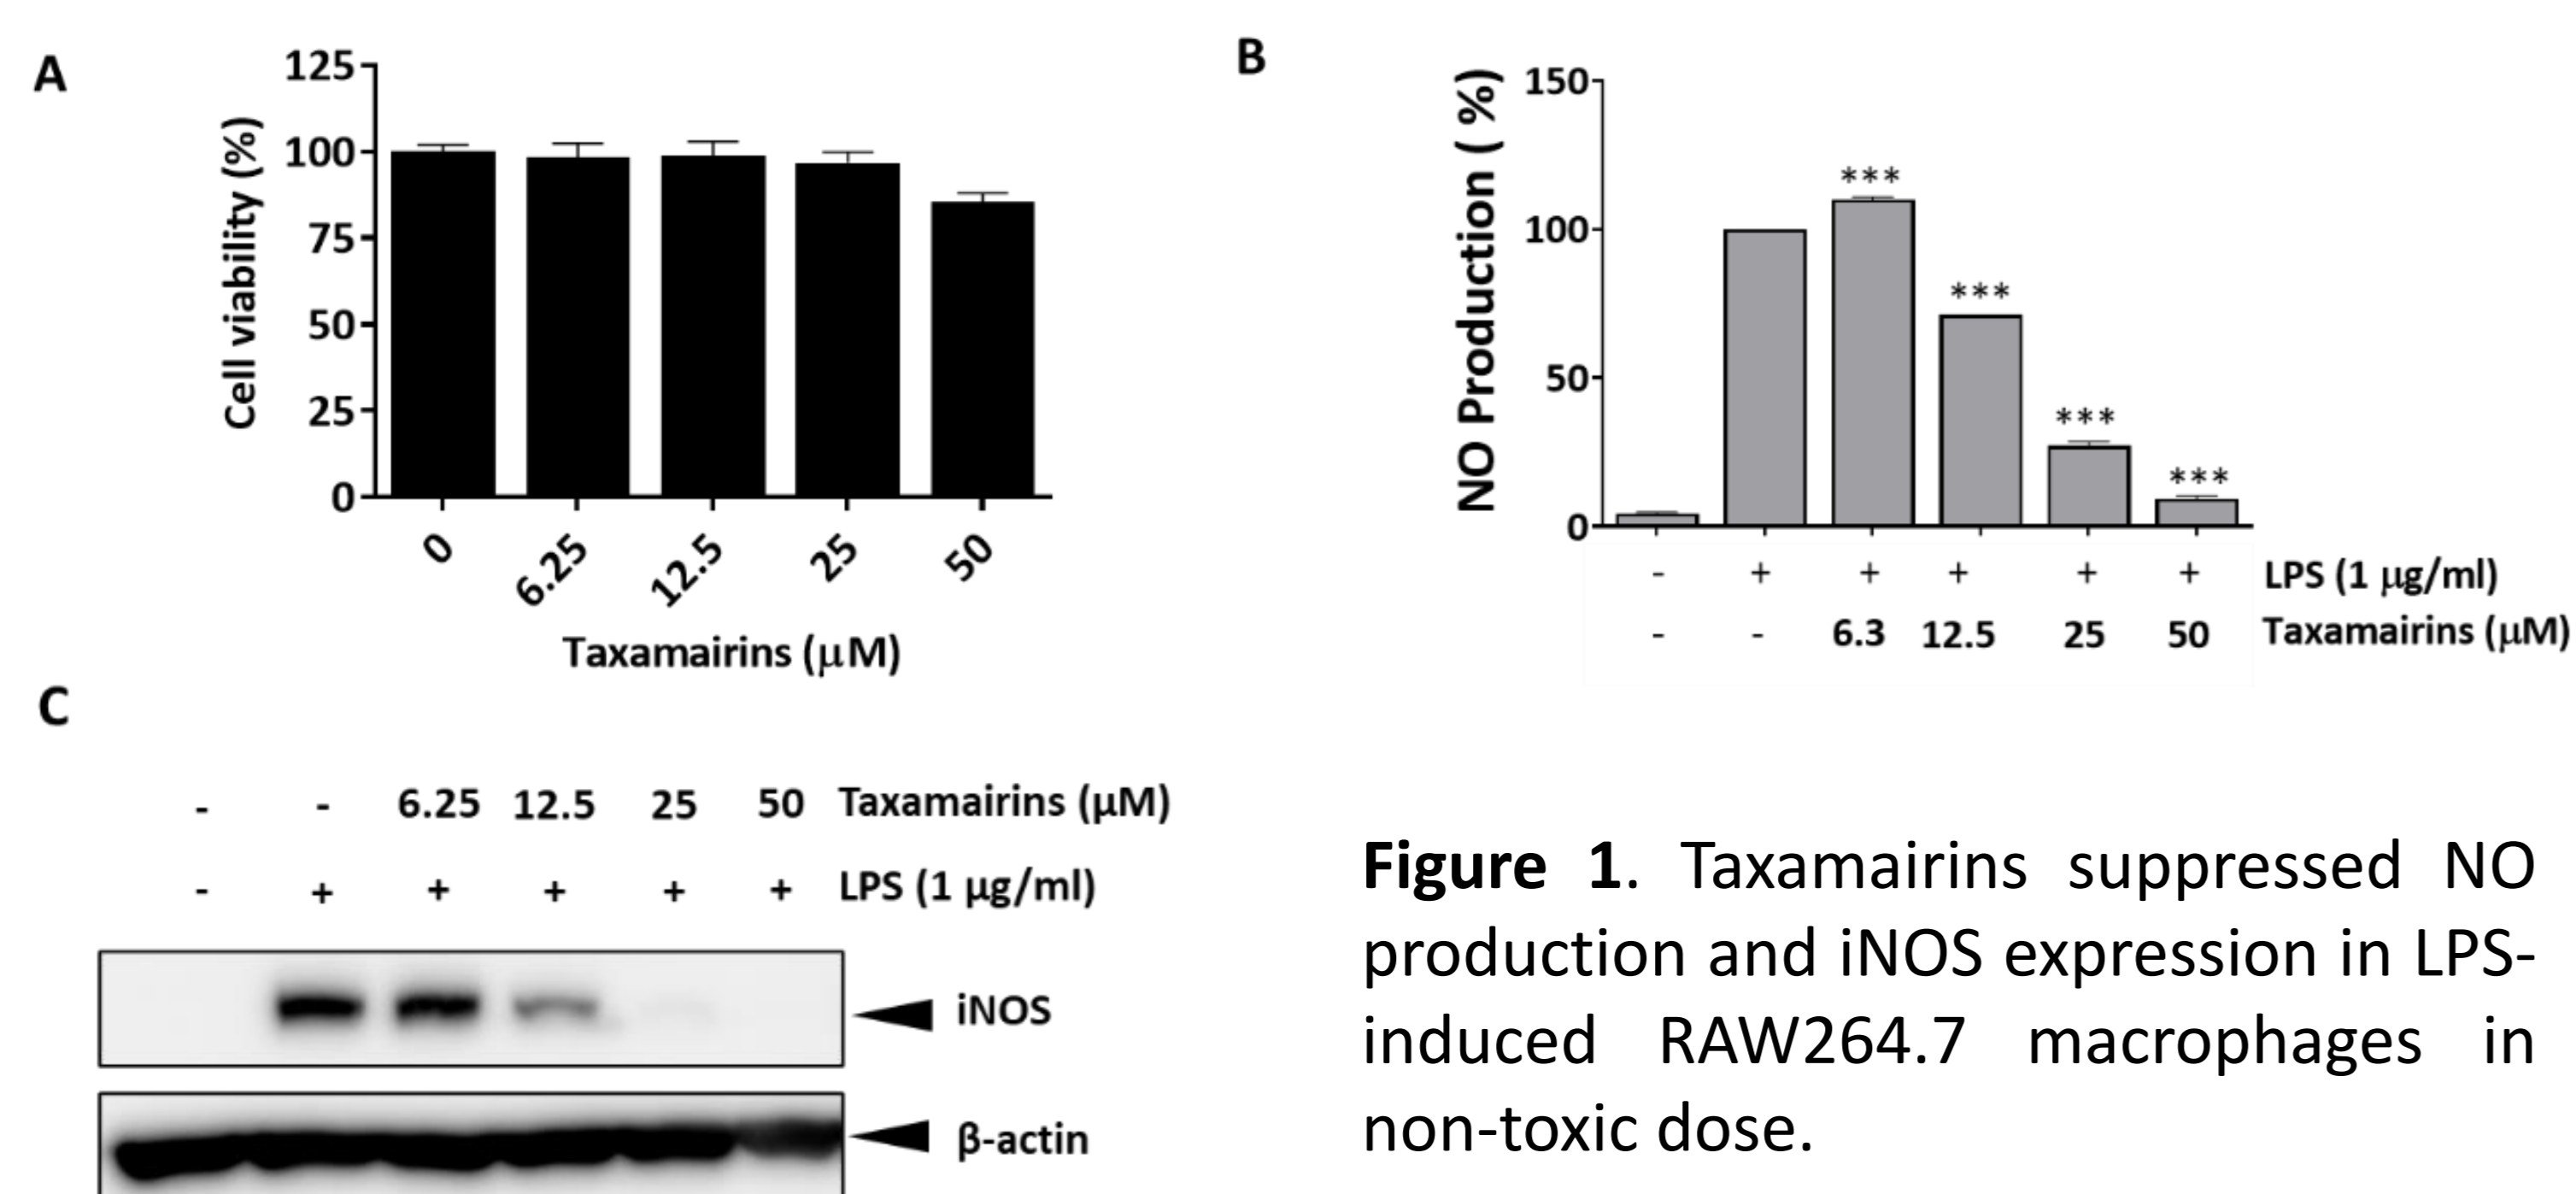 A
125
100
75
50
25
0
Cell viability (%)
0 6.25 12.5 25 50
Taxamairins (μM)
B
150
100
50
0
NO Production ( %)
***
***
***
***
- + + + + + LPS (1 μg/ml)
- - 6.3 12.5 25 50 Taxamairins (μM)
C
- - 6.25 12.5 25 50 Taxamairins (μM)
- + + + + + LPS (1 μg/ml)
iNOS
β-actin
Figure 1. Taxamairins suppressed NO
production and iNOS expression in LPS-
induced RAW264.7 macrophages in
non-toxic dose.